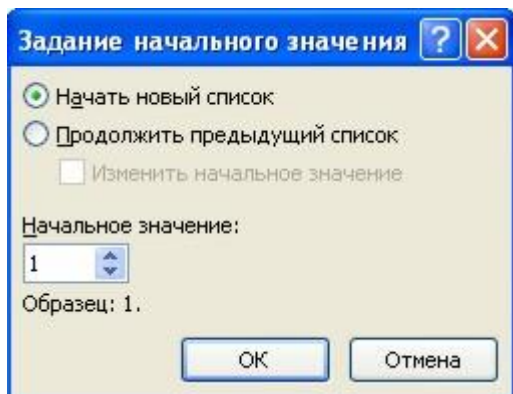 Задание начального значения ?
Начать новый список
Продолжить предыдущий список
Изменить начальное значение
Начальное значение:
1
Образец: 1.
ОК Отмена